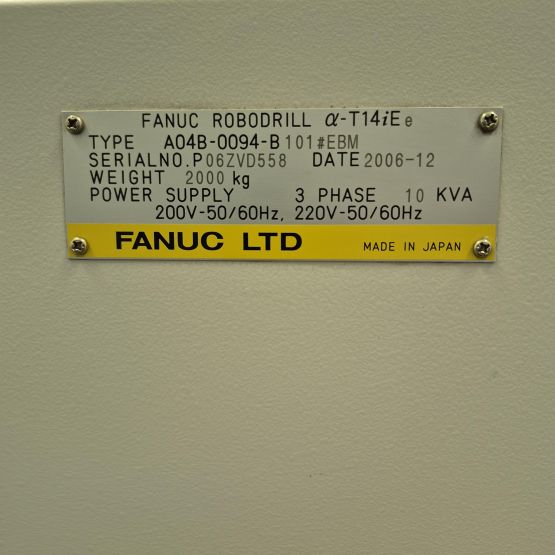 FANUC ROBODRILL α-T14iEe
TYPE A04B-0094-B101#EBM
SERIALNO.P06ZVD558 DATE 2006-12
WEIGHT 2000 kg
POWER SUPPLY 3 PHASE 10 KVA
200V-50/60Hz, 220V-50/60Hz
FANUC LTD MADE IN JAPAN